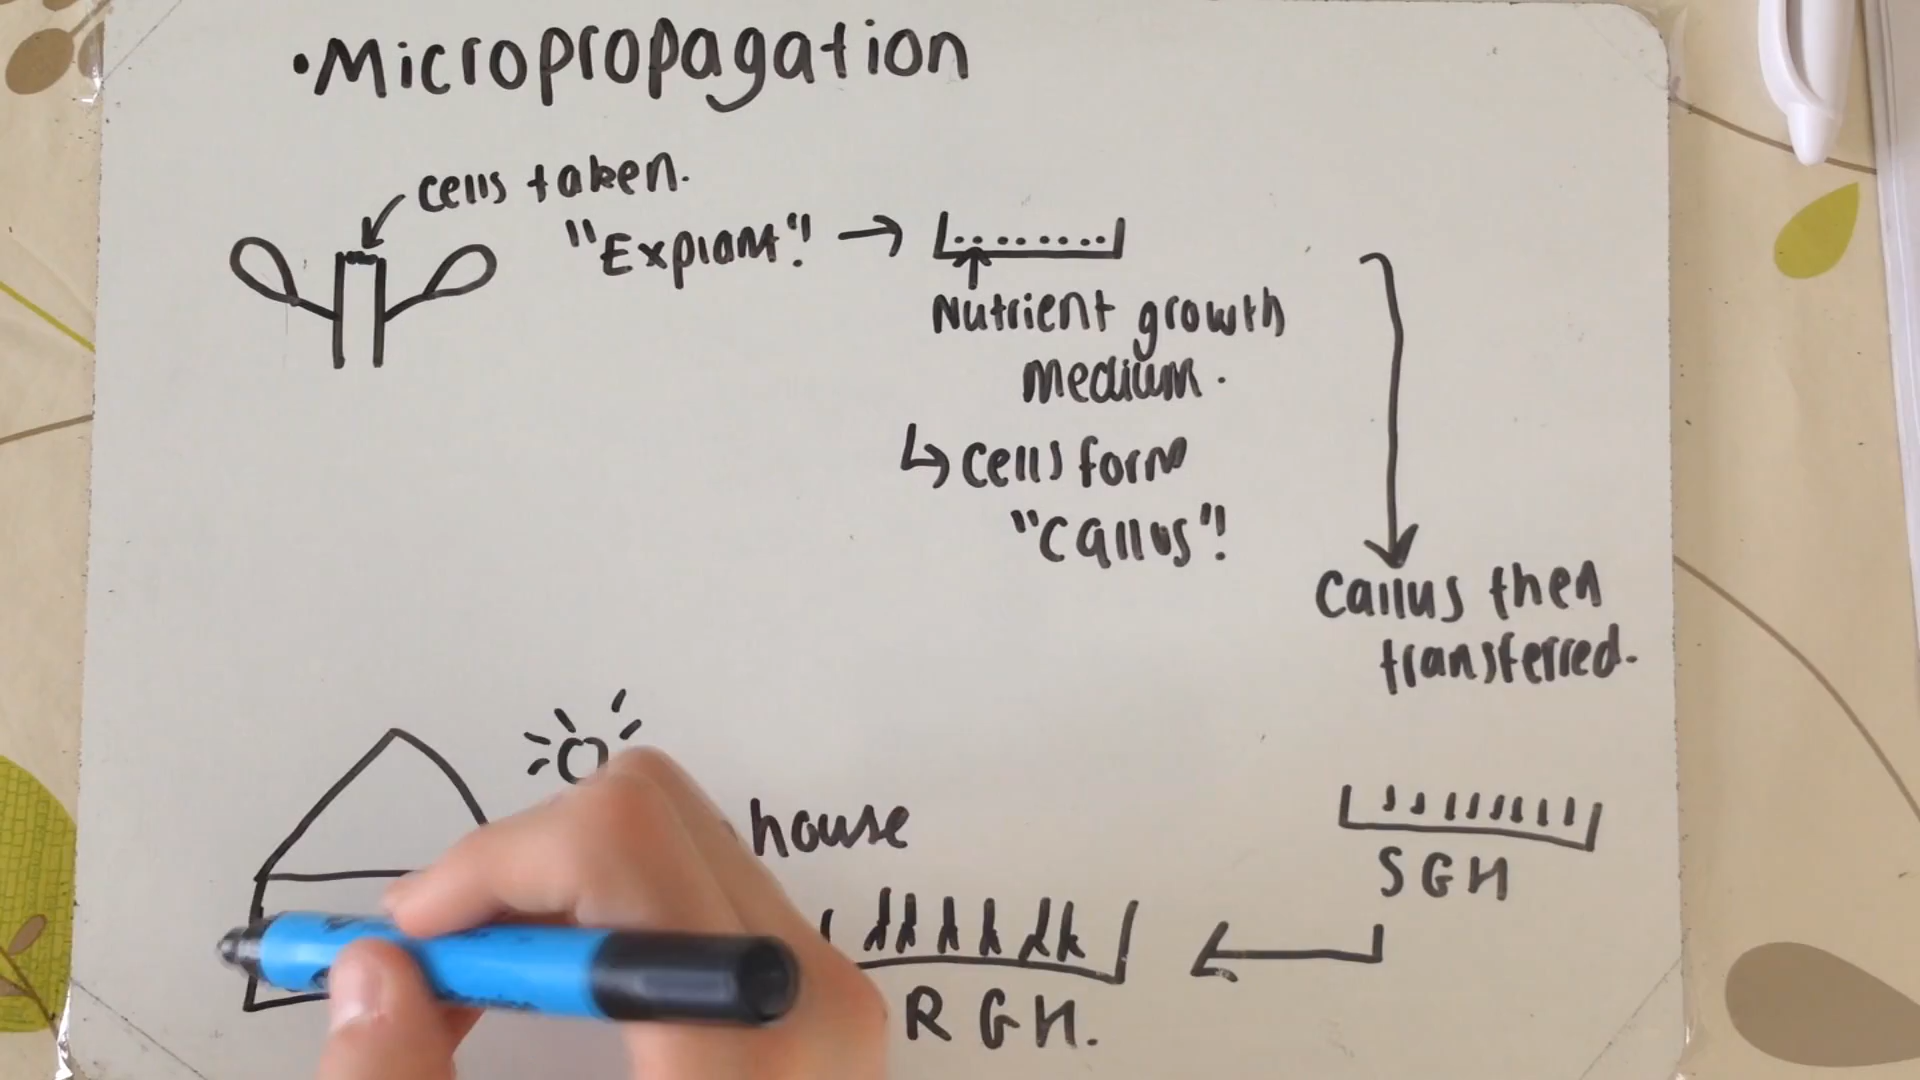 •Micropropagation
cells taken.
"Explant"!
→
Nutrient growth
medium.
↳ cells form
"callus"!
callus then
transferred.
SGH
RGH.
house